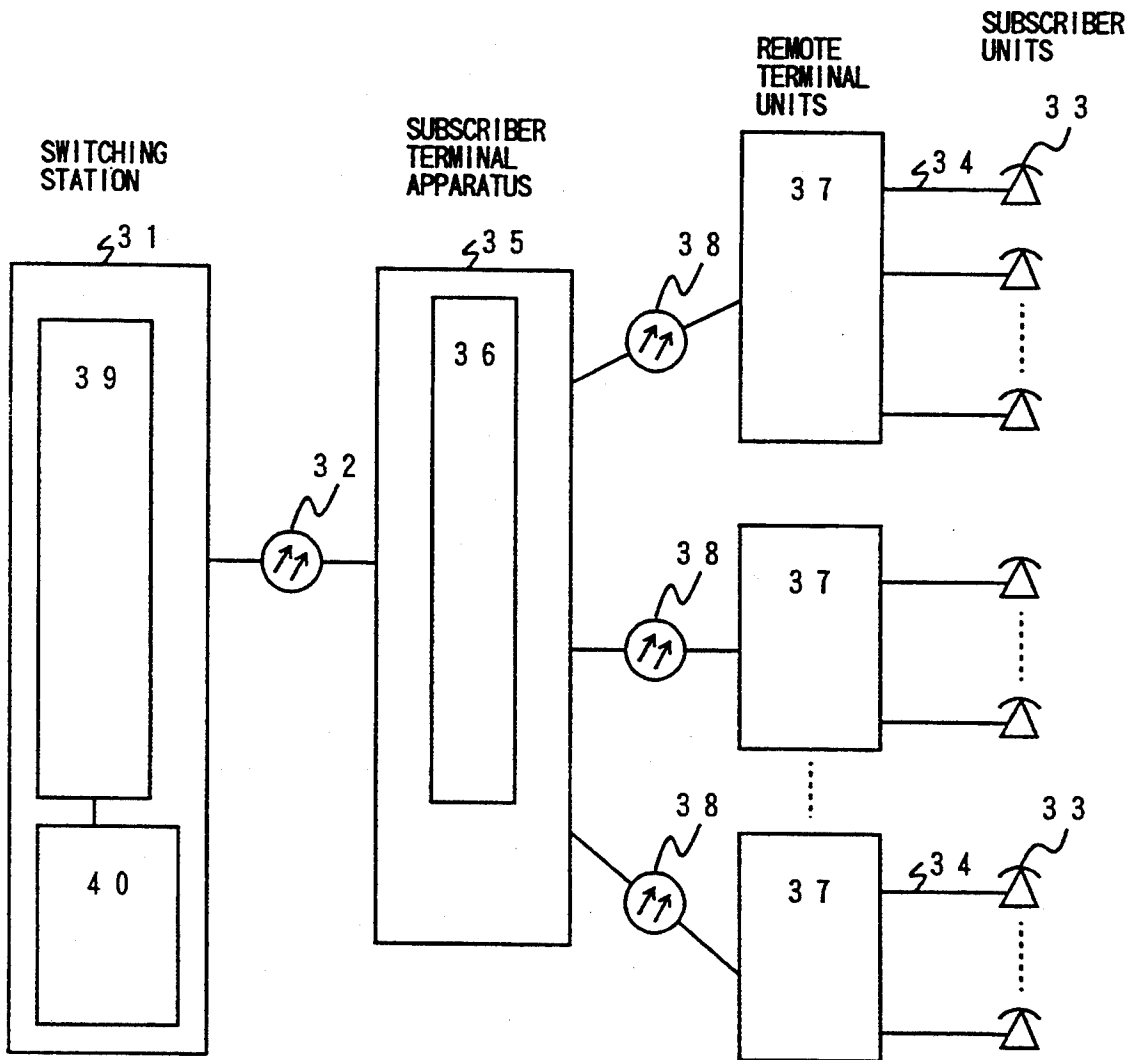 SUBSCRIBER
UNITS
REMOTE
TERMINAL
UNITS
SUBSCRIBER
TERMINAL
APPARATUS
SWITCHING
STATION
33
34
37
31
35
38
39
36
32
38
37
38
33
34
37
40